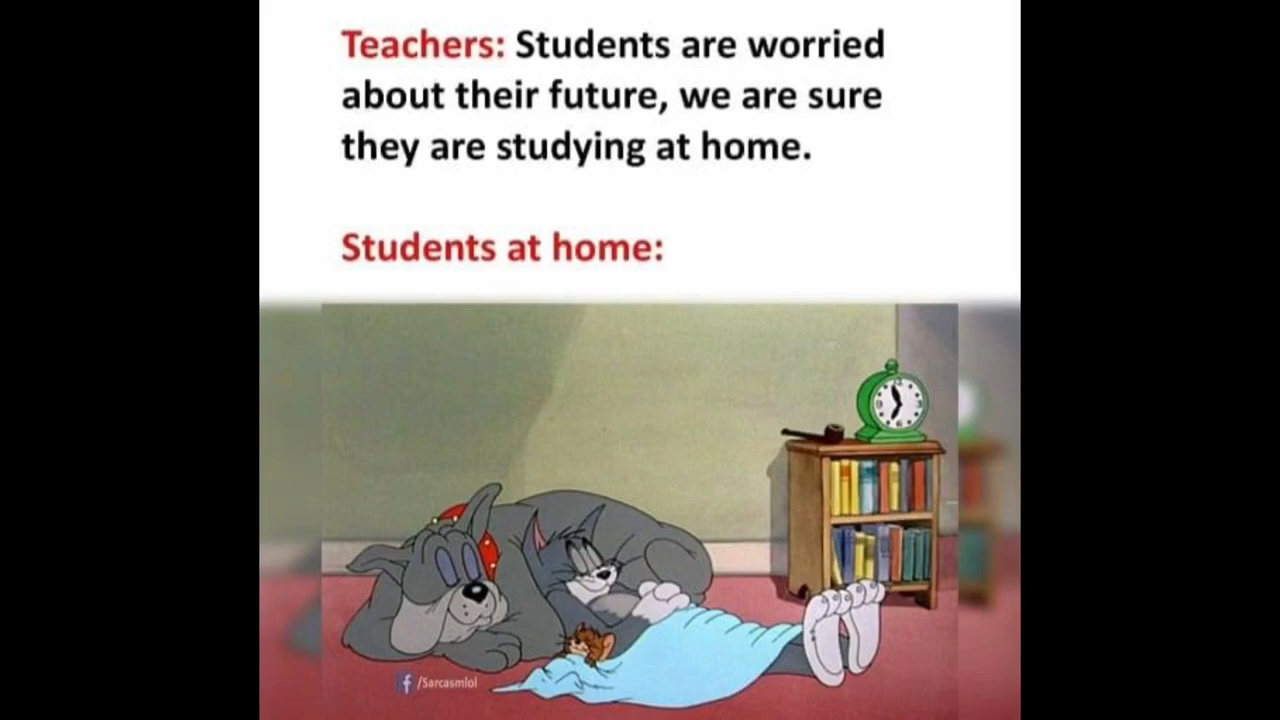 Teachers: Students are worried
about their future, we are sure
they are studying at home.
Students at home:
f /Sarcasmlol